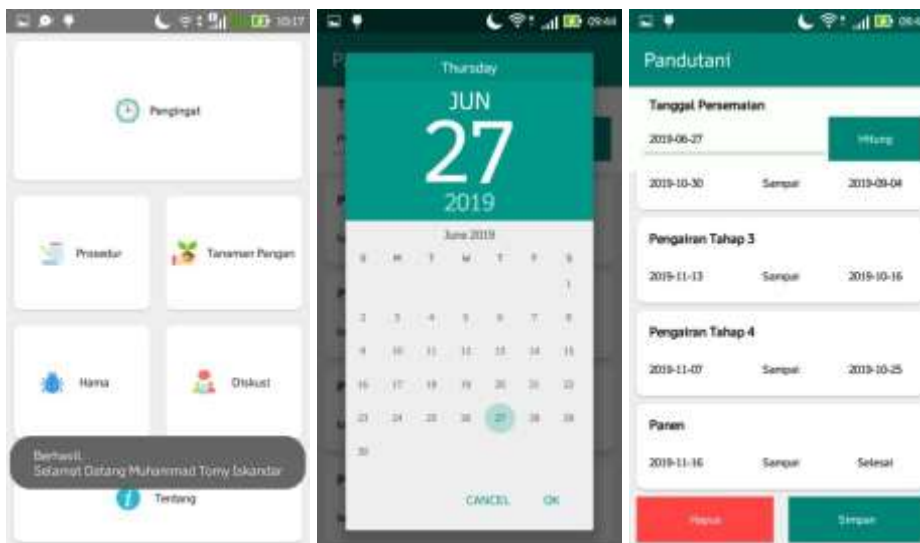 10:17
Pengingat
Prosedur
Tanaman Pangan
Hama
Diskusi
Berhasil.
Selamat Datang Muhammad Tomy Iskandar
Tentang
09:44
Thursday
JUN
27
2019
June 2019
S M T W T F S
1
2 3 4 5 6 7 8
9 10 11 12 13 14 15
16 17 18 19 20 21 22
23 24 25 26 27 28 29
30
CANCEL OK
Pandutani
Tanggal Persemaian
2019-06-27 Hitung
2019-10-30 Sampai 2019-09-04
Pengairan Tahap 3
2019-11-13 Sampai 2019-10-16
Pengairan Tahap 4
2019-11-07 Sampai 2019-10-25
Panen
2019-11-16 Sampai Selesai
Hapus Simpan